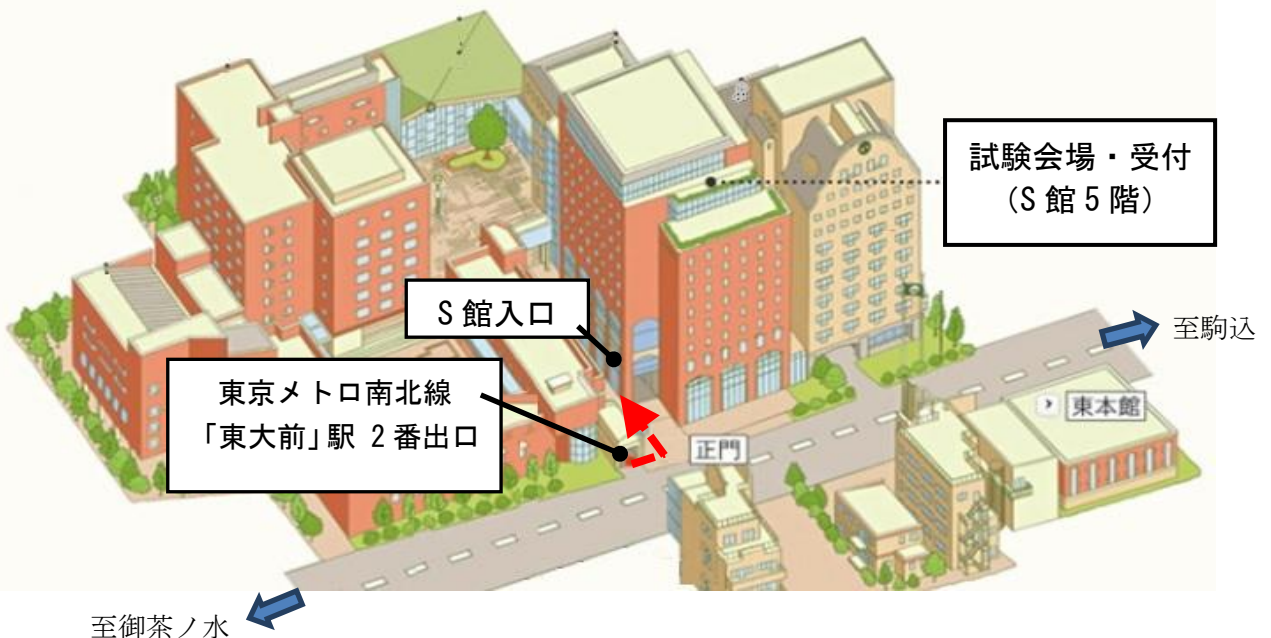 試験会場・受付
(S館5階)
S館入口
至駒込
東京メトロ南北線
「東大前」駅 2番出口
東本館
正門
至御茶ノ水